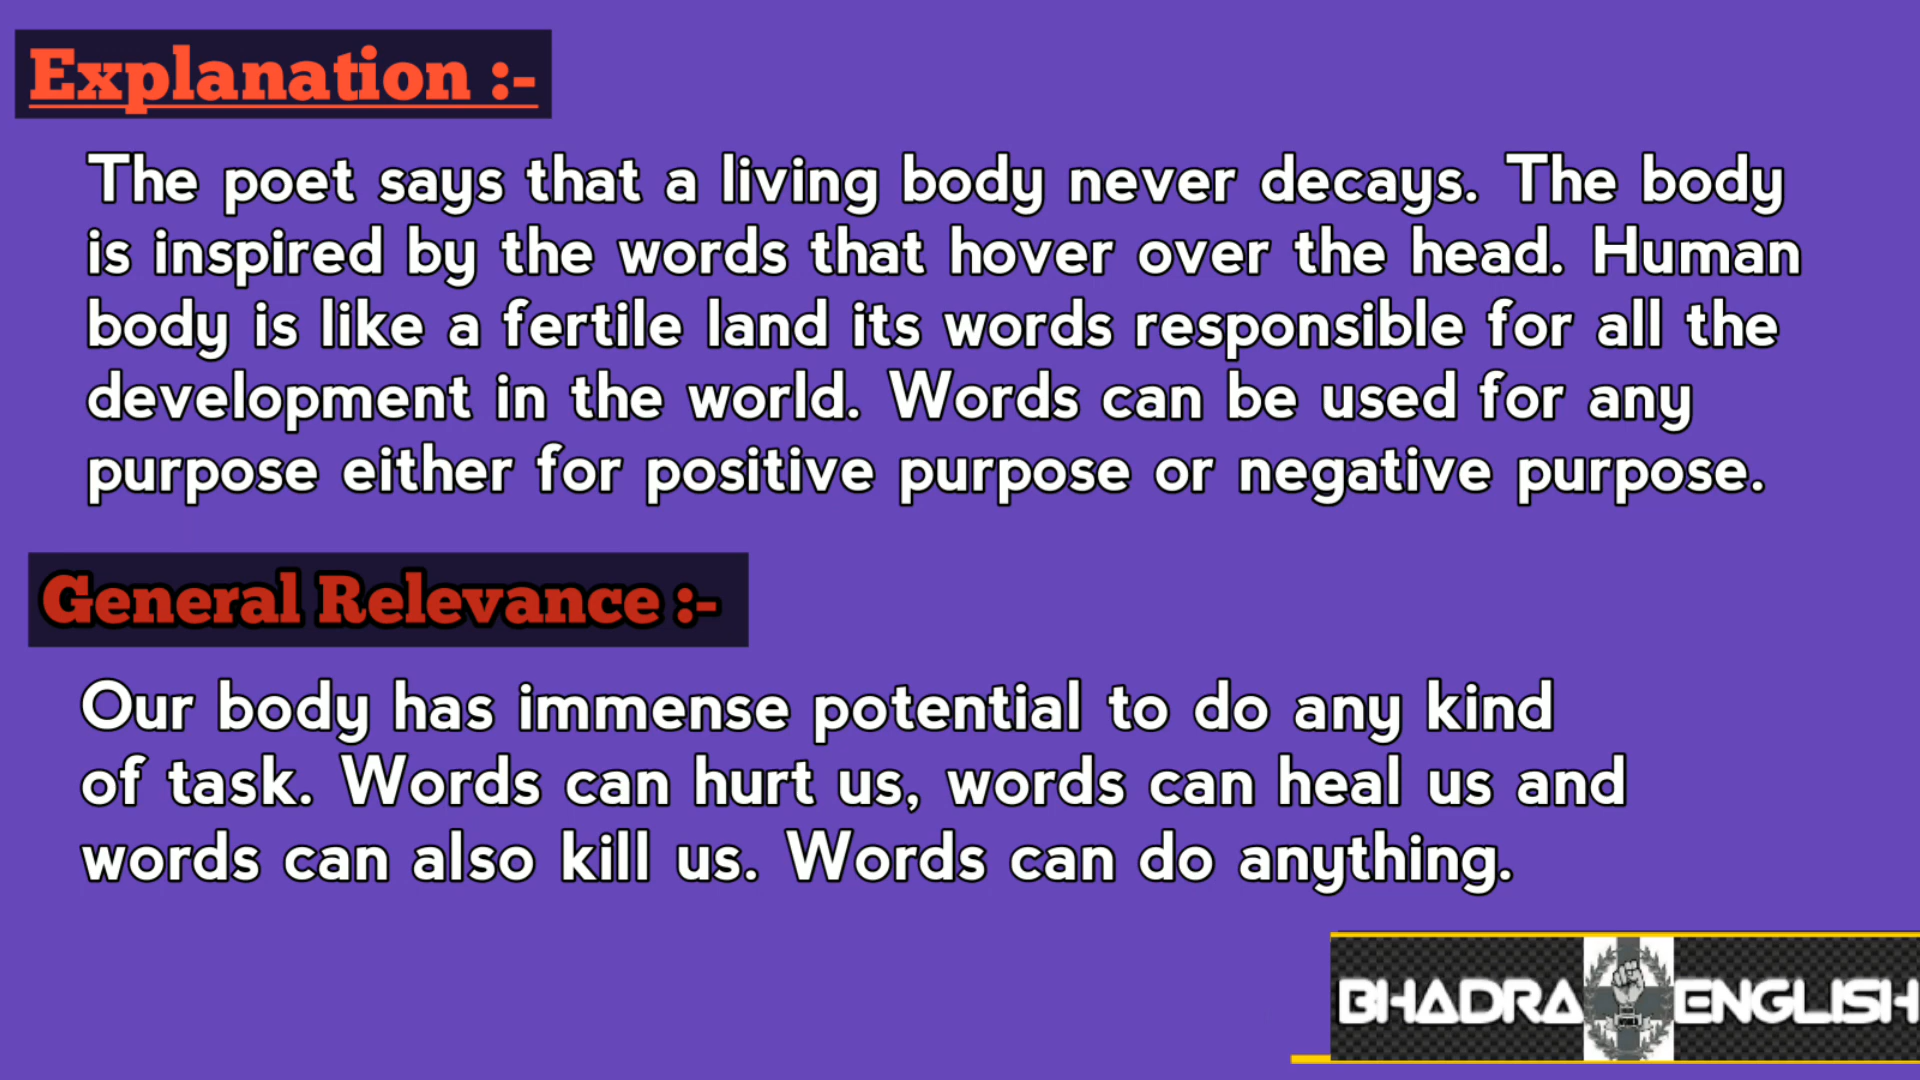 Explanation :-
The poet says that a living body never decays. The body
is inspired by the words that hover over the head. Human
body is like a fertile land its words responsible for all the
development in the world. Words can be used for any
purpose either for positive purpose or negative purpose.
General Relevance :-
Our body has immense potential to do any kind
of task. Words can hurt us, words can heal us and
words can also kill us. Words can do anything.
BHADRA ENGLISH